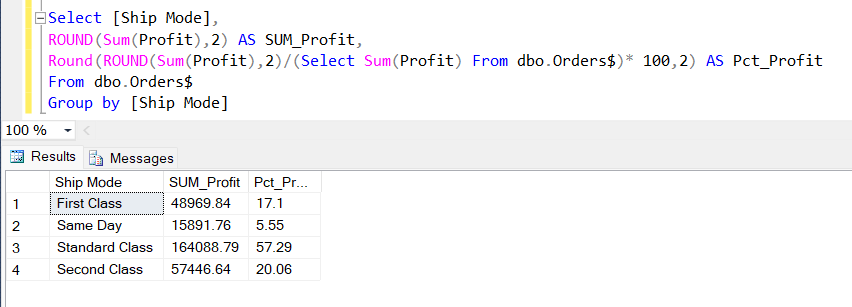 Select [Ship Mode],
ROUND(Sum(Profit),2) AS SUM_Profit,
Round(ROUND(Sum(Profit),2)/(Select Sum(Profit) From dbo.Orders$)* 100,2) AS Pct_Profit
From dbo.Orders$
Group by [Ship Mode]
100 %
Results Messages
Ship Mode SUM_Profit Pct_Pr...
1 First Class 48969.84 17.1
2 Same Day 15891.76 5.55
3 Standard Class 164088.79 57.29
4 Second Class 57446.64 20.06